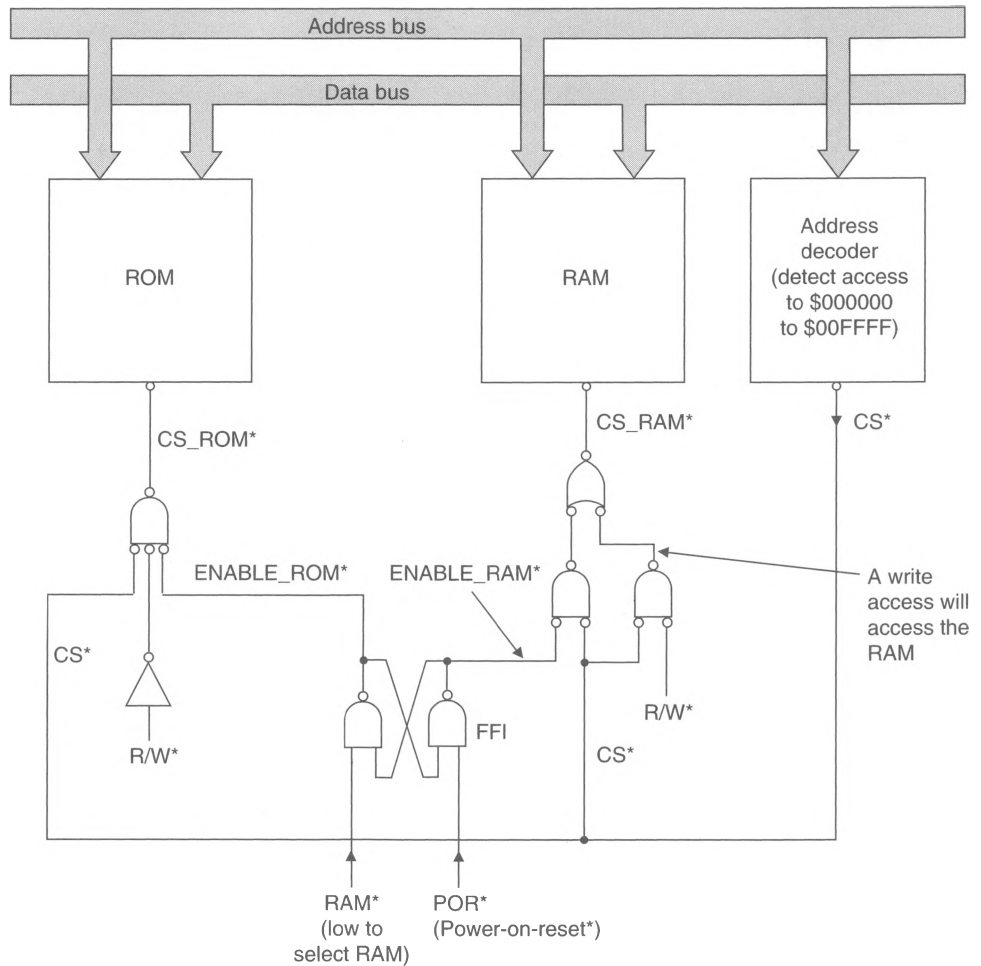 Address bus
Data bus
ROM
RAM
Address
decoder
(detect access
to $000000
to $00FFFF)
CS_ROM*
CS_RAM*
CS*
ENABLE_ROM*
ENABLE_RAM*
A write
access will
access the
RAM
CS*
R/W*
R/W*
FFI
CS*
RAM*
(low to
select RAM)
POR*
(Power-on-reset*)